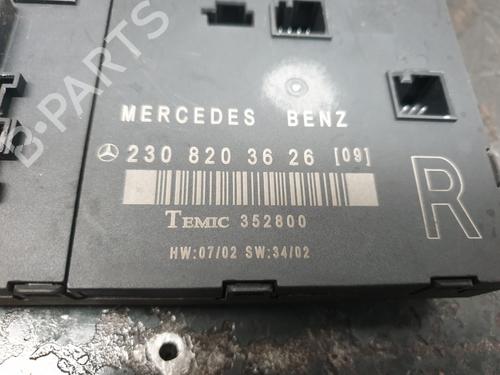 B-PARTS
MERCEDES BENZ
230 820 36 26 [09]
TEMIC 352800
HW:07/02 SW:34/02
R